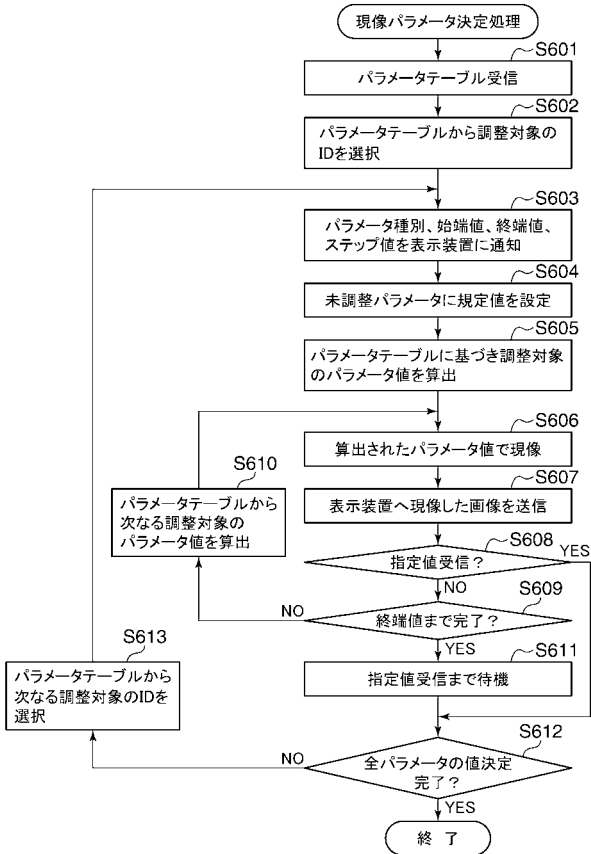 現像パラメータ決定処理
S601
パラメータテーブル受信
S602
パラメータテーブルから調整対象の
IDを選択
S603
パラメータ種別、始端値、終端値、
ステップ値を表示装置に通知
S604
未調整パラメータに規定値を設定
S605
パラメータテーブルに基づき調整対象
のパラメータ値を算出
S606
算出されたパラメータ値で現像
S610
パラメータテーブルから
次なる調整対象の
パラメータ値を算出
S607
表示装置へ現像した画像を送信
S608
指定値受信？
YES
NO
S609
終端値まで完了？
NO
YES
S613
パラメータテーブルから
次なる調整対象のIDを
選択
S611
指定値受信まで待機
S612
全パラメータの値決定
完了？
NO
YES
終 了